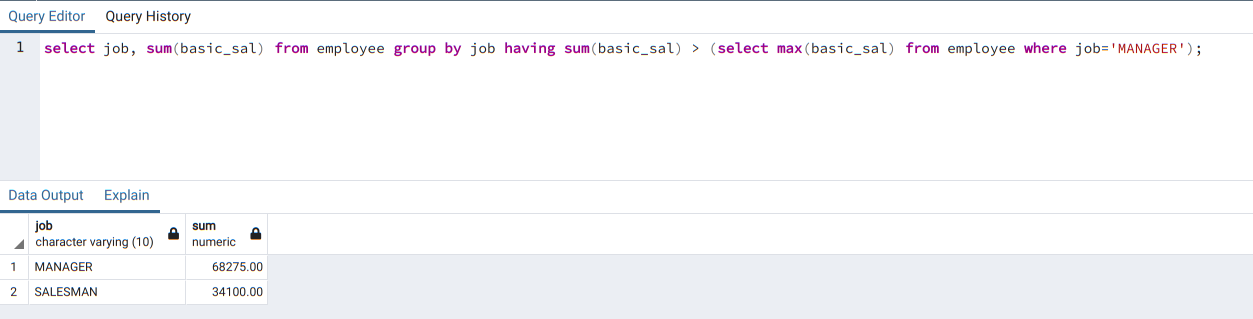 Query Editor Query History
1 select job, sum(basic_sal) from employee group by job having sum(basic_sal) > (select max(basic_sal) from employee where job='MANAGER');
Data Output Explain
job sum
character varying (10) numeric
1 MANAGER 68275.00
2 SALESMAN 34100.00